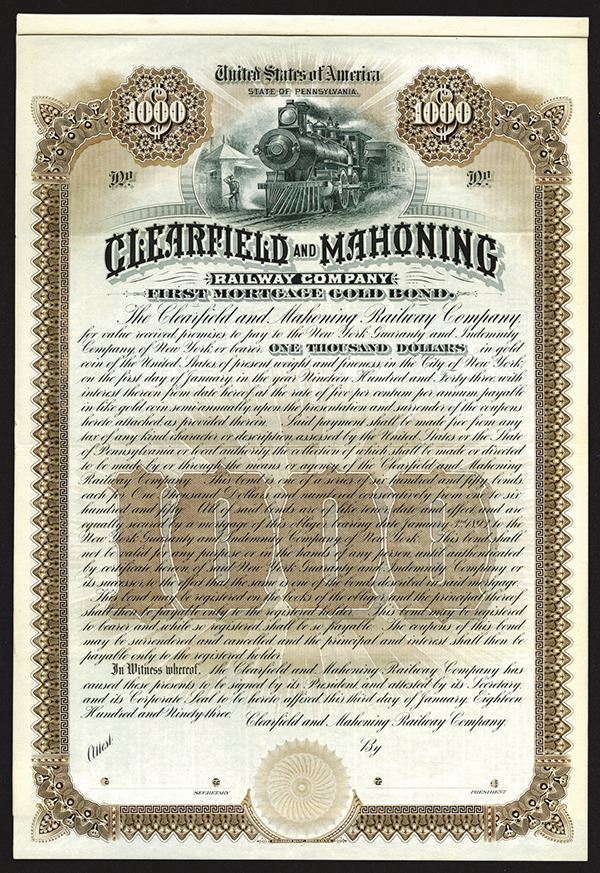 United States of America
STATE OF PENNSYLVANIA.
$1000
$1000
No.
No.
CLEARFIELD AND MAHONING
RAILWAY COMPANY
FIRST MORTGAGE GOLD BOND.
The Clearfield and Mahoning Railway Company
for value received promises to pay to the New York Guaranty and Indemnity
Company of New York or bearer, ONE THOUSAND DOLLARS in gold
coin of the United States of present weight and fineness, in the City of New York,
on the first day of January, in the year Nineteen Hundred and Forty three, with
interest thereon from date hereof, at the rate of five per centum per annum, payable
in like gold coin semi-annually, upon the presentation and surrender of the coupons
hereto attached as provided therein. Said payment shall be made free from any
tax of any kind, character or description, assessed by the United States or the State
of Pennsylvania or local authority, the collection of which shall be made or directed
to be made by or through the means or agency of the Clearfield and Mahoning
Railway Company. This bond is one of a series of six hundred and fifty bonds
each for One Thousand Dollars, and numbered consecutively from one to six
hundred and fifty. All of said bonds are of like tenor, date and effect and are
equally secured by a mortgage of this obligor bearing date January 3rd 1893 to the
New York Guaranty and Indemnity Company of New York. This bond shall
not be valid for any purpose or in the hands of any person, until authenticated
by certificate hereon, of said New York Guaranty and Indemnity Company or
its successor, to the effect that the same is one of the bonds described in said mortgage.
This bond may be registered on the books of the obligor and the principal thereof
shall then be payable only to the registered holder. This bond may be registered
to bearer and while so registered shall be so payable. The coupons of this bond
may be surrendered and cancelled and the principal and interest shall then be
payable only to the registered holder.
In Witness whereof, The Clearfield and Mahoning Railway Company has
caused these presents to be signed by its President, and attested by its Secretary,
and its Corporate Seal to be hereto affixed this third day of January, Eighteen
Hundred and Ninety-three.
Clearfield and Mahoning Railway Company.
Attest:
By
SECRETARY
PRESIDENT
1000